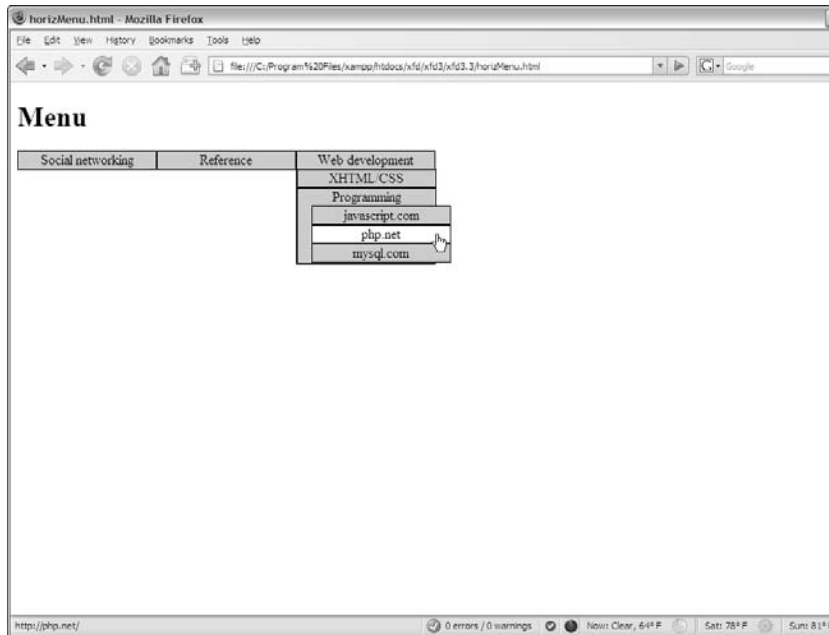 horizMenu.html - Mozilla Firefox
File Edit View History Bookmarks Tools Help
file:///C:/Program%20Files/xampp/htdocs/xfd/xfd3/xfd3.3/horizMenu.html
G Google
Menu
Social networking Reference Web development
XHTML/CSS
Programming
javascript.com
php.net
mysql.com
http://php.net/ 0 errors / 0 warnings Now: Clear, 64° F Sat: 78° F Sun: 81°